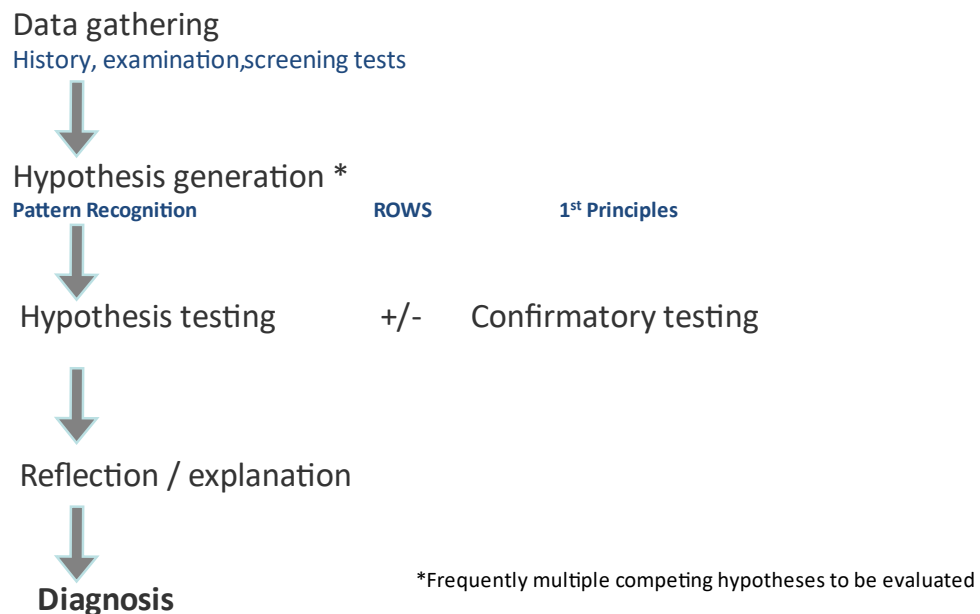 Data gathering
History, examination,screening tests
Hypothesis generation *
Pattern Recognition ROWS 1st Principles
Hypothesis testing +/- Confirmatory testing
Reflection / explanation
*Frequently multiple competing hypotheses to be evaluated
Diagnosis